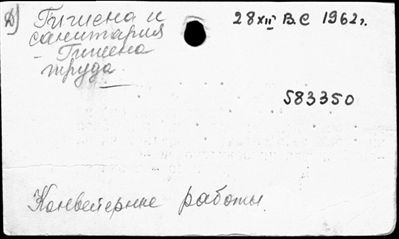 Д) Гигиена и
санитария
- Гигиена
труда
28 XII ВС 1962 г.
583350
Конвейерные работы.